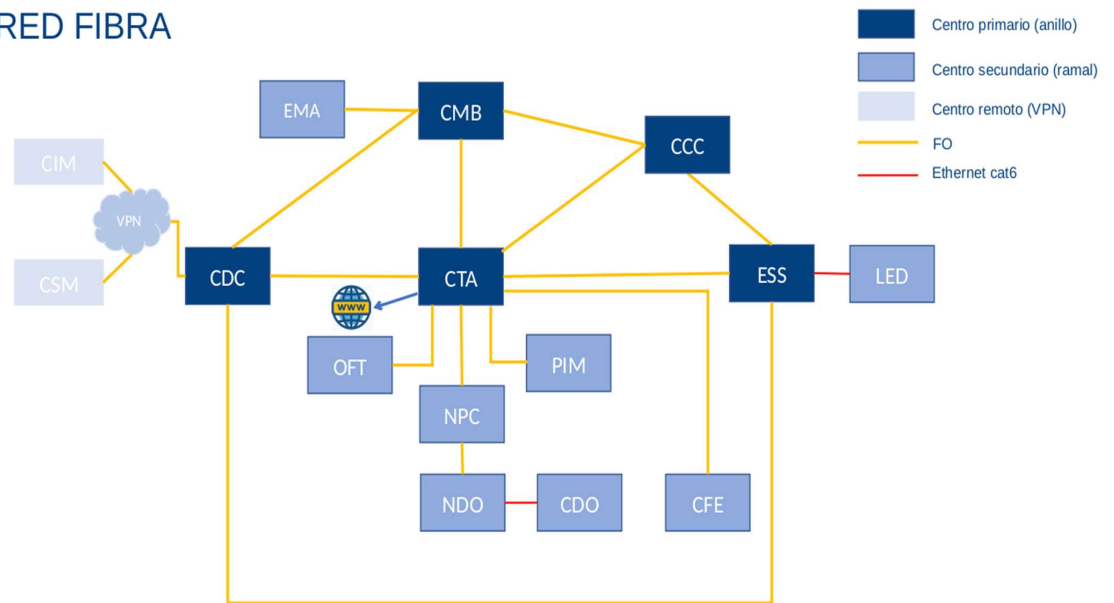 RED FIBRA
Centro primario (anillo)
Centro secundario (ramal)
Centro remoto (VPN)
FO
Ethernet cat6
EMA
CMB
CCC
CIM
VPN
CSM
CDC
CTA
ESS
LED
WWW
OFT
PIM
NPC
NDO
CDO
CFE